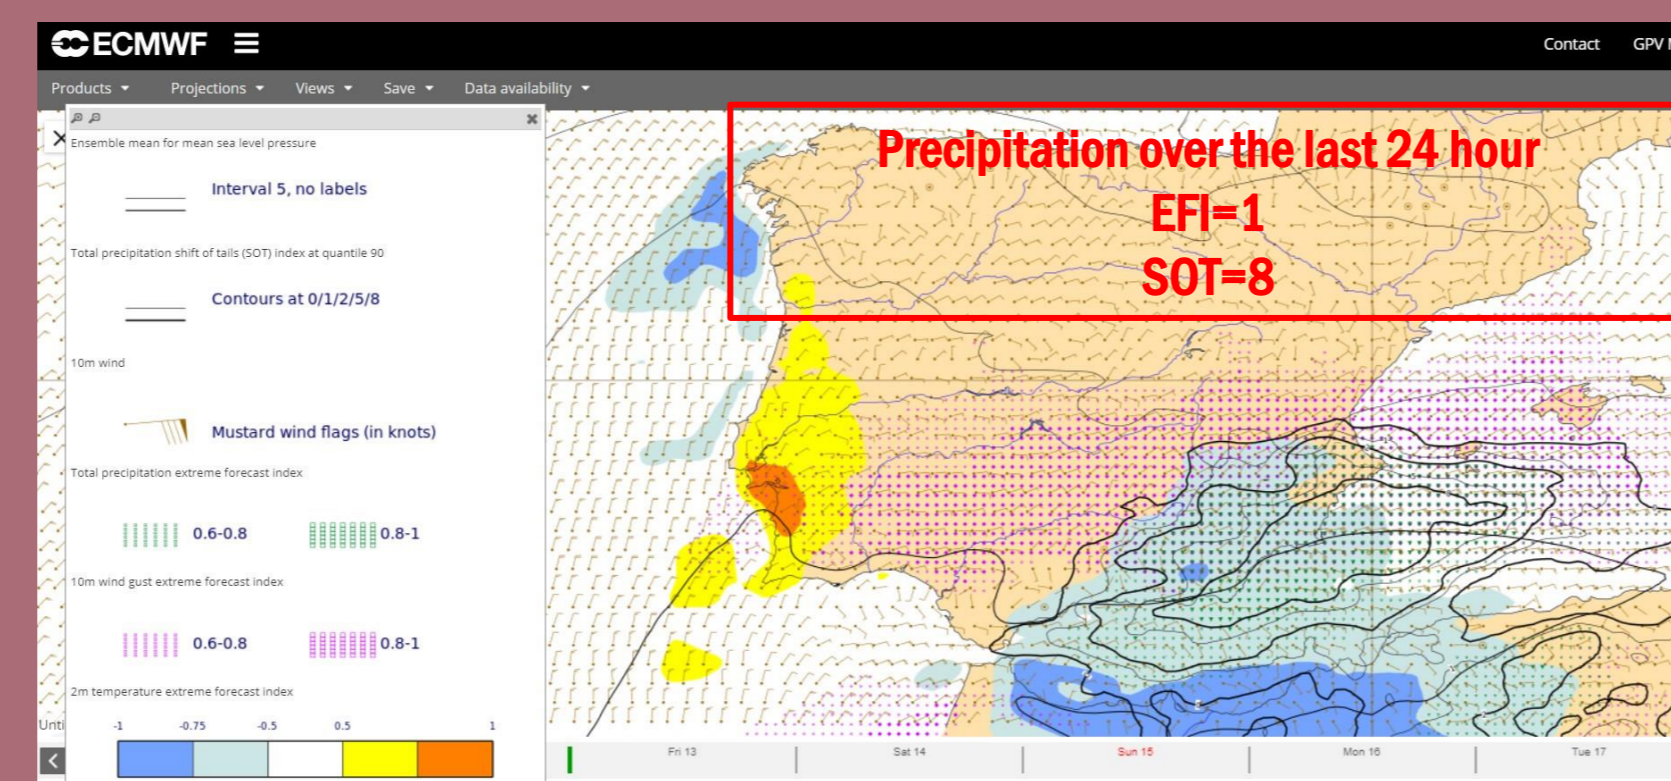 ECMWF
Contact GPV
Products Projections Views Save Data availability
Ensemble mean for mean sea level pressure
Interval 5, no labels
Total precipitation shift of tails (SOT) index at quantile 90
Contours at 0/1/2/5/8
10m wind
Mustard wind flags (in knots)
Total precipitation extreme forecast index
0.6-0.8 0.8-1
10m wind gust extreme forecast index
0.6-0.8 0.8-1
2m temperature extreme forecast index
-1 -0.75 -0.5 0.5 1
Precipitation over the last 24 hour
EFI=1
SOT=8
Unti
Fri 13 Sat 14 Sun 15 Mon 16 Tue 17